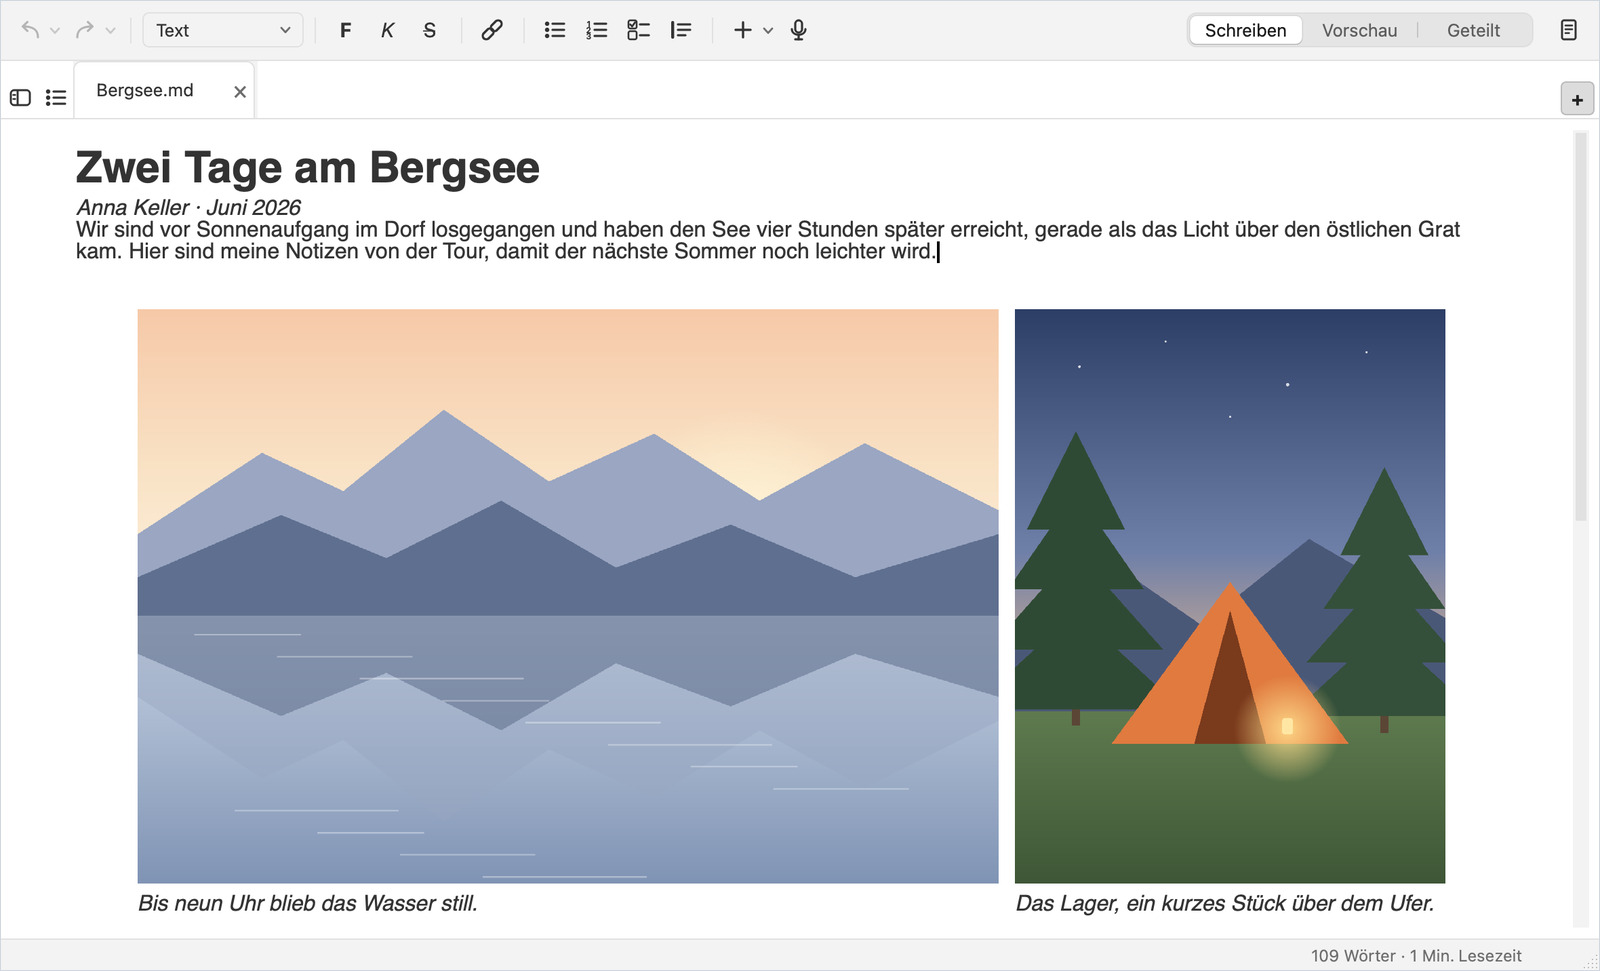 Text
F
K
S
Schreiben
Vorschau
Geteilt
Bergsee.md
Zwei Tage am Bergsee
Anna Keller · Juni 2026
Wir sind vor Sonnenaufgang im Dorf losgegangen und haben den See vier Stunden später erreicht, gerade als das Licht über den östlichen Grat
kam. Hier sind meine Notizen von der Tour, damit der nächste Sommer noch leichter wird.
Bis neun Uhr blieb das Wasser still.
Das Lager, ein kurzes Stück über dem Ufer.
109 Wörter · 1 Min. Lesezeit